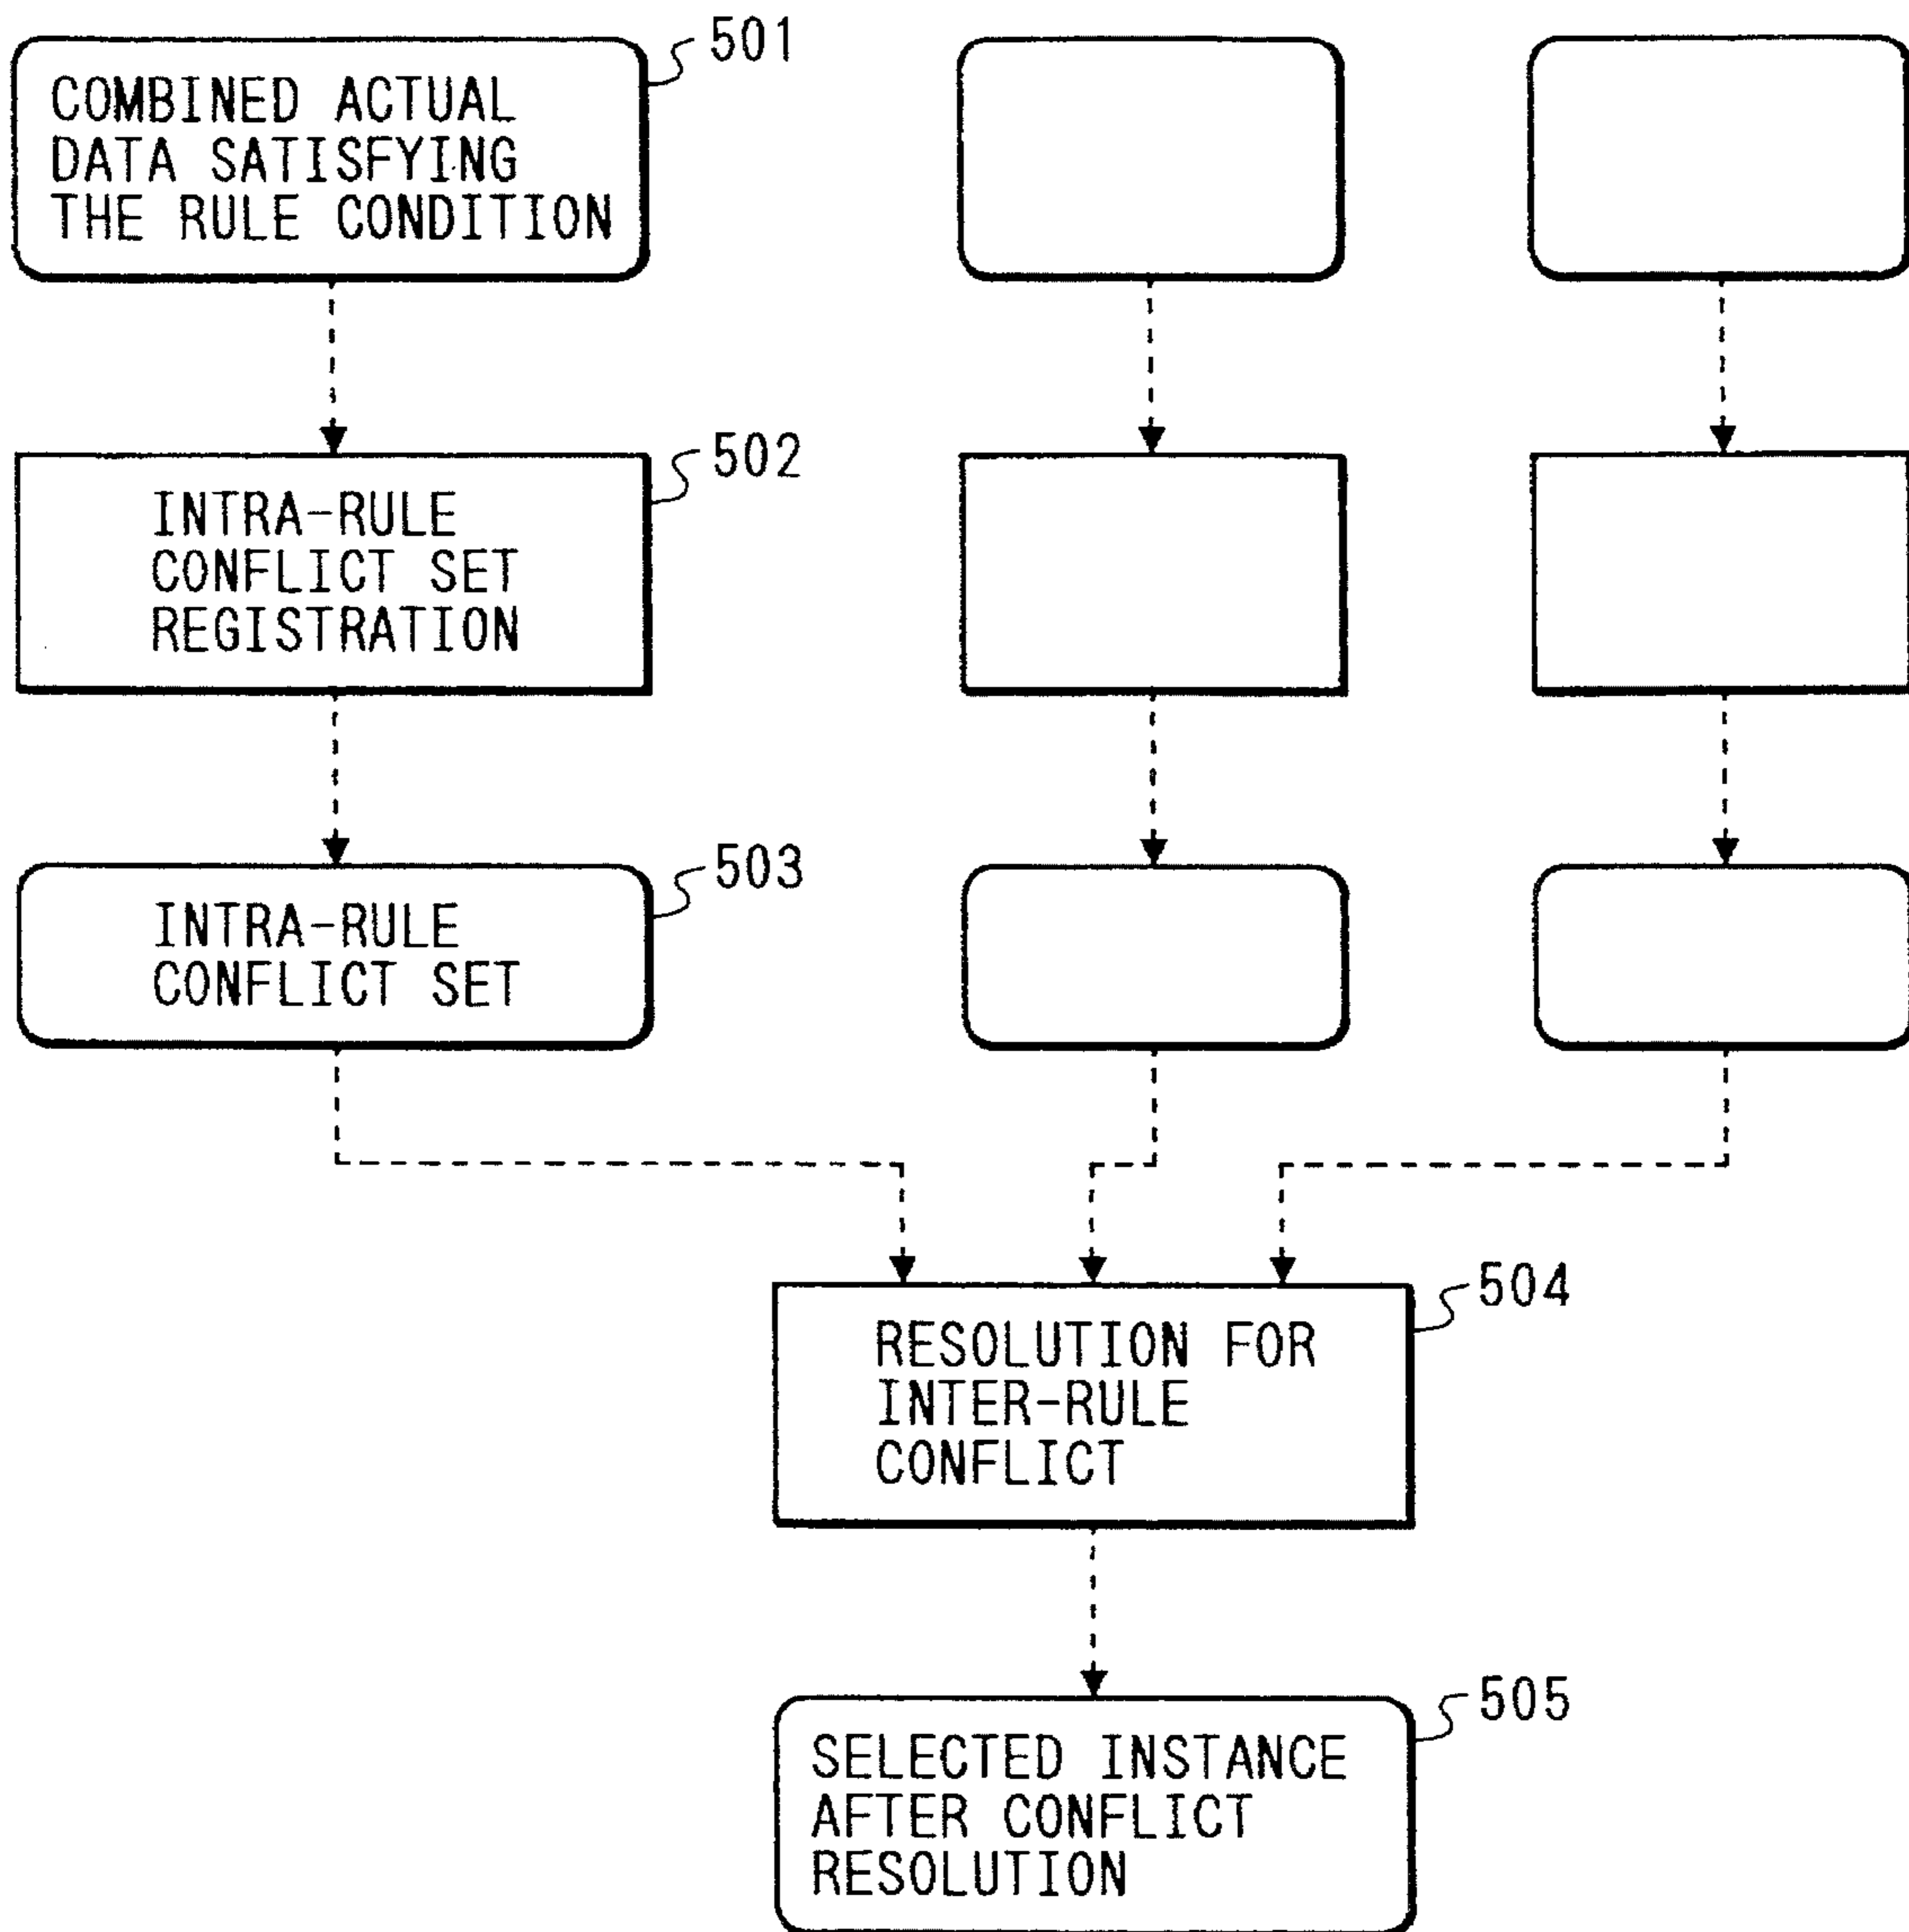 501
COMBINED ACTUAL
DATA SATISFYING
THE RULE CONDITION
502
INTRA-RULE
CONFLICT SET
REGISTRATION
503
INTRA-RULE
CONFLICT SET
504
RESOLUTION FOR
INTER-RULE
CONFLICT
505
SELECTED INSTANCE
AFTER CONFLICT
RESOLUTION